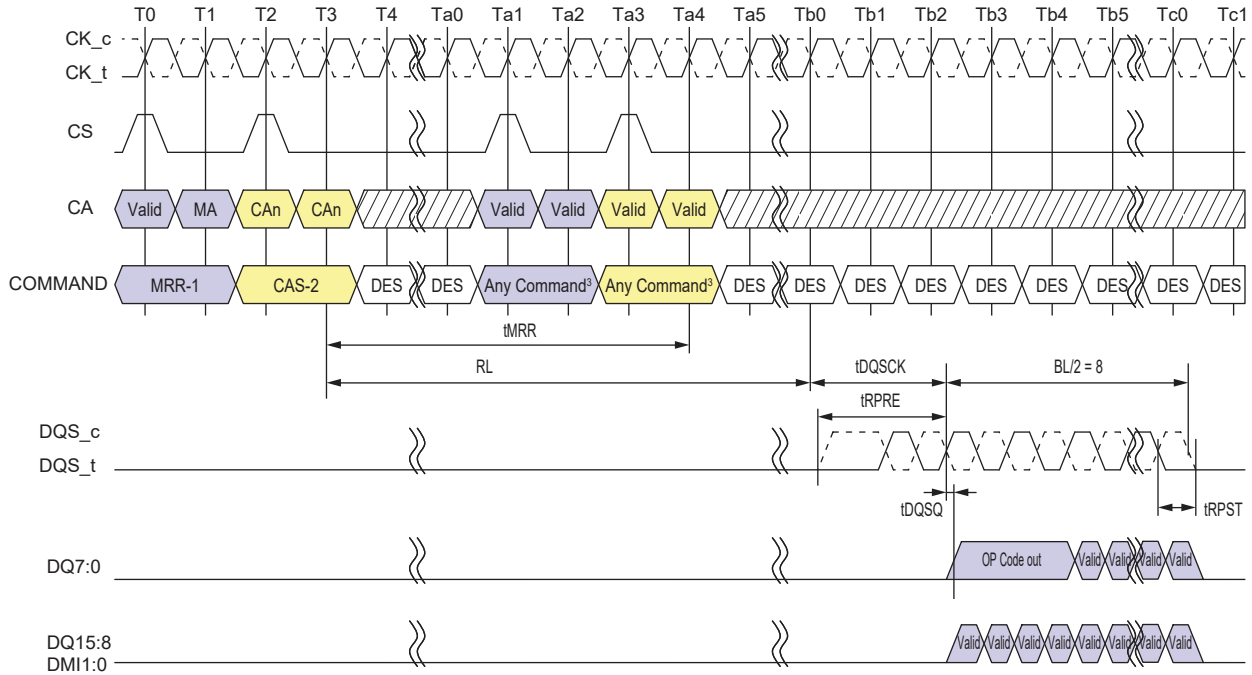 T0 T1 T2 T3 T4 Ta0 Ta1 Ta2 Ta3 Ta4 Ta5 Tb0 Tb1 Tb2 Tb3 Tb4 Tb5 Tc0 Tc1
CK_c
CK_t
CS
CA Valid MA CAn CAn Valid Valid Valid Valid
COMMAND MRR-1 CAS-2 DES DES Any Command³ Any Command³ DES DES DES DES DES DES DES DES DES
tMRR
RL tDQSCK BL/2 = 8
tRPRE
DQS_c
DQS_t
tDQSQ tRPST
DQ7:0 OP Code out Valid Valid Valid Valid
DQ15:8 Valid Valid Valid Valid Valid Valid Valid Valid
DMI1:0